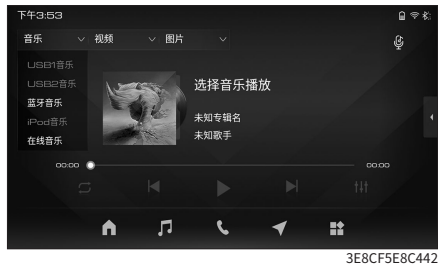 下午3:53
音乐 视频 图片
USB1音乐
USB2音乐
蓝牙音乐
iPod音乐
在线音乐
选择音乐播放
未知专辑名
未知歌手
00:00 00:00
3E8CF5E8C442